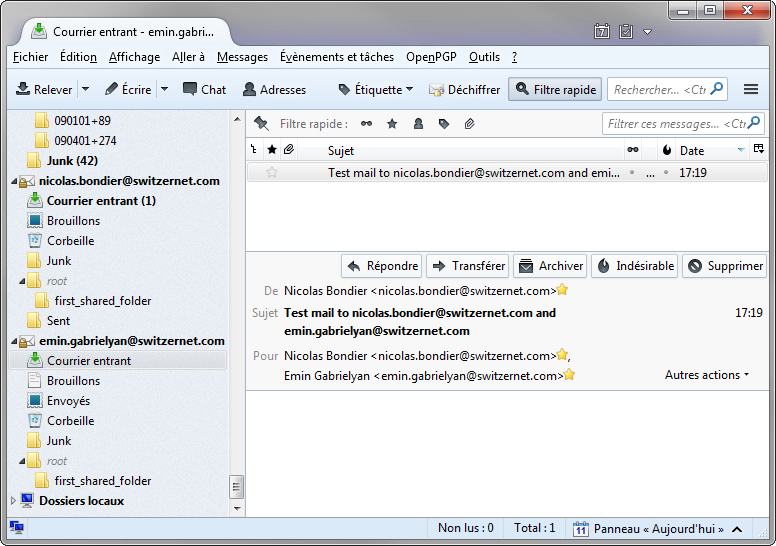 Courrier entrant - emin.gabri...
7
Fichier Édition Affichage Aller à Messages Évènements et tâches OpenPGP Outils ?
Relever Écrire Chat Adresses Étiquette Déchiffrer Filtre rapide Rechercher... <Ctr
090101+89
090401+274
Junk (42)
nicolas.bondier@switzernet.com
Courrier entrant (1)
Brouillons
Corbeille
Junk
root
first_shared_folder
Sent
emin.gabrielyan@switzernet.com
Courrier entrant
Brouillons
Envoyés
Corbeille
Junk
root
first_shared_folder
Dossiers locaux
Filtre rapide : Filtrer ces messages... <Ctr
Sujet Date
Test mail to nicolas.bondier@switzernet.com and emi... ... 17:19
Répondre Transférer Archiver Indésirable Supprimer
De Nicolas Bondier <nicolas.bondier@switzernet.com>
Sujet Test mail to nicolas.bondier@switzernet.com and 17:19
emin.gabrielyan@switzernet.com
Pour Nicolas Bondier <nicolas.bondier@switzernet.com>,
Emin Gabrielyan <emin.gabrielyan@switzernet.com>
Autres actions
Non lus : 0 Total : 1 11 Panneau « Aujourd'hui »